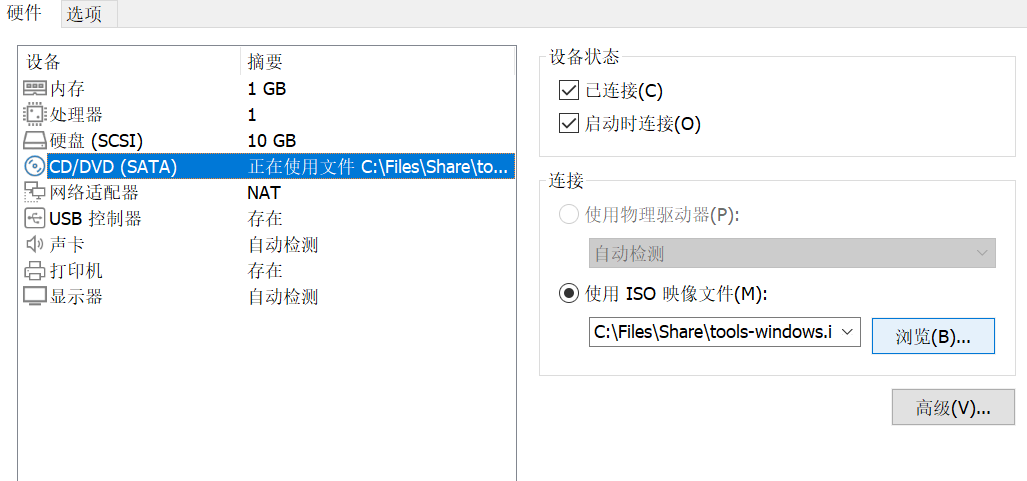 硬件 选项
设备 摘要
内存 1 GB
处理器 1
硬盘 (SCSI) 10 GB
CD/DVD (SATA) 正在使用文件 C:\Files\Share\to...
网络适配器 NAT
USB 控制器 存在
声卡 自动检测
打印机 存在
显示器 自动检测
设备状态
已连接(C)
启动时连接(O)
连接
使用物理驱动器(P):
自动检测
使用 ISO 映像文件(M):
C:\Files\Share\tools-windows.i
浏览(B)...
高级(V)...